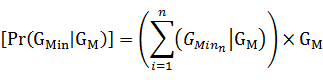 [Pr(G_Min|G_M)] = (∑_{i=1}^{n} (G_{Min_n}|G_M)) × G_M